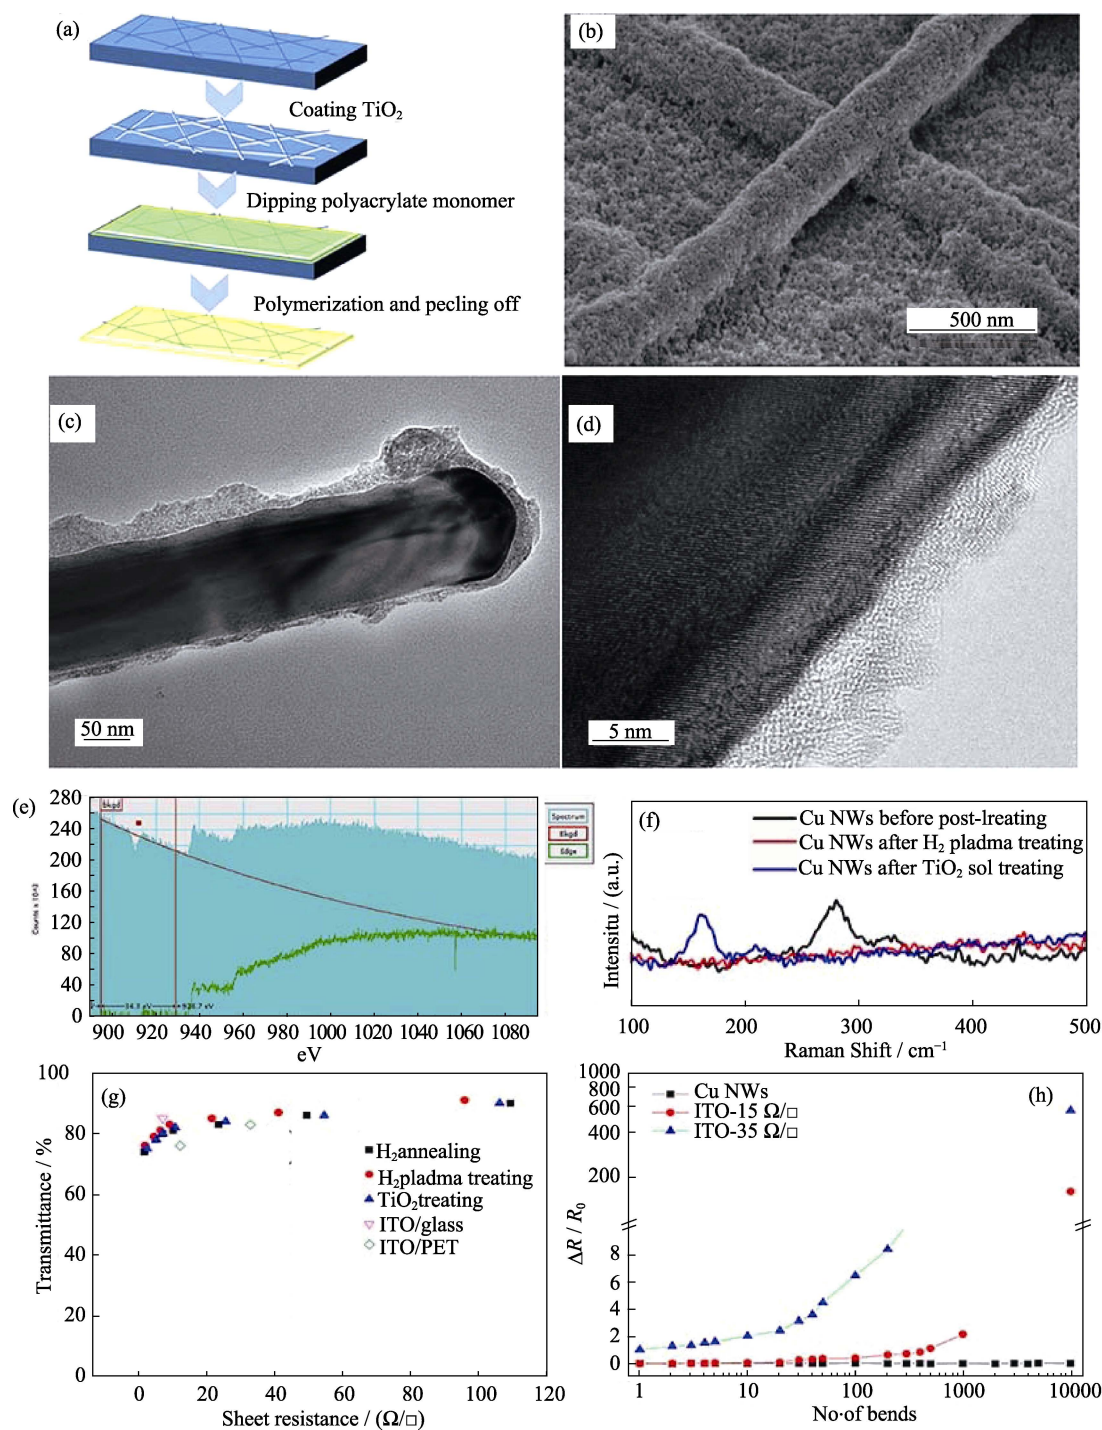 (a)
Coating TiO₂
Dipping polyacrylate monomer
Polymerization and pecling off
(b)
500 nm
(c)
50 nm
(d)
5 nm
(e)
280
240
200
160
120
80
40
0
Counts x 10^3
bkgd
Spectrum
Bkgd
Edge
900 920 940 960 980 1000 1020 1040 1060 1080
eV
(f)
Cu NWs before post-lreating
Cu NWs after H₂ pladma treating
Cu NWs after TiO₂ sol treating
Intensitu / (a.u.)
100 200 300 400 500
Raman Shift / cm⁻¹
(g)
100
80
60
40
20
0
Transmittance / %
H₂annealing
H₂pladma treating
TiO₂treating
ITO/glass
ITO/PET
0 20 40 60 80 100 120
Sheet resistance / (Ω/□)
(h)
1000
800
600
400
200
8
6
4
2
0
ΔR / R₀
Cu NWs
ITO-15 Ω/□
ITO-35 Ω/□
1 10 100 1000 10000
No·of bends